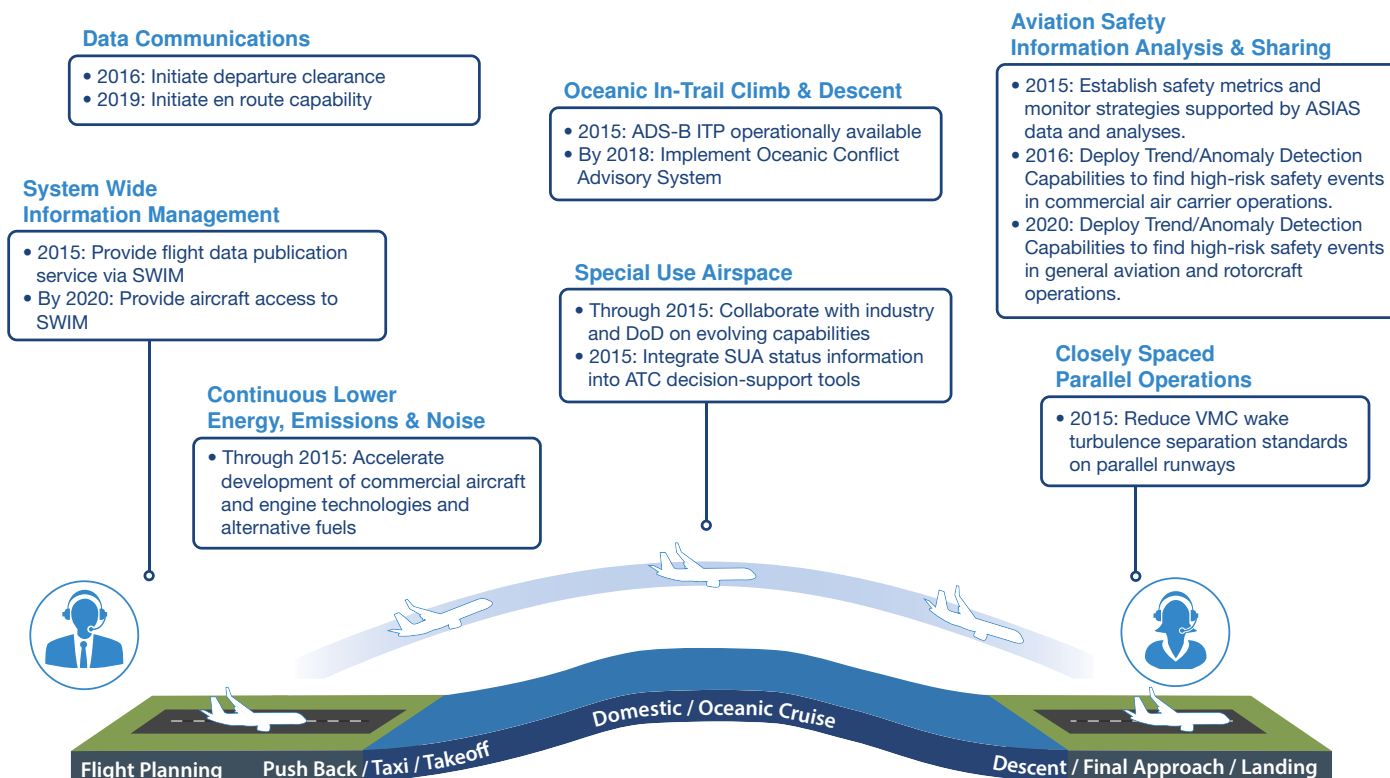 Data Communications
• 2016: Initiate departure clearance
• 2019: Initiate en route capability
System Wide
Information Management
• 2015: Provide flight data publication
service via SWIM
• By 2020: Provide aircraft access to
SWIM
Continuous Lower
Energy, Emissions & Noise
• Through 2015: Accelerate
development of commercial aircraft
and engine technologies and
alternative fuels
Oceanic In-Trail Climb & Descent
• 2015: ADS-B ITP operationally available
• By 2018: Implement Oceanic Conflict
Advisory System
Special Use Airspace
• Through 2015: Collaborate with industry
and DoD on evolving capabilities
• 2015: Integrate SUA status information
into ATC decision-support tools
Aviation Safety
Information Analysis & Sharing
• 2015: Establish safety metrics and
monitor strategies supported by ASIAS
data and analyses.
• 2016: Deploy Trend/Anomaly Detection
Capabilities to find high-risk safety events
in commercial air carrier operations.
• 2020: Deploy Trend/Anomaly Detection
Capabilities to find high-risk safety events
in general aviation and rotorcraft
operations.
Closely Spaced
Parallel Operations
• 2015: Reduce VMC wake
turbulence separation standards
on parallel runways
Flight Planning
Push Back / Taxi / Takeoff
Domestic / Oceanic Cruise
Descent / Final Approach / Landing